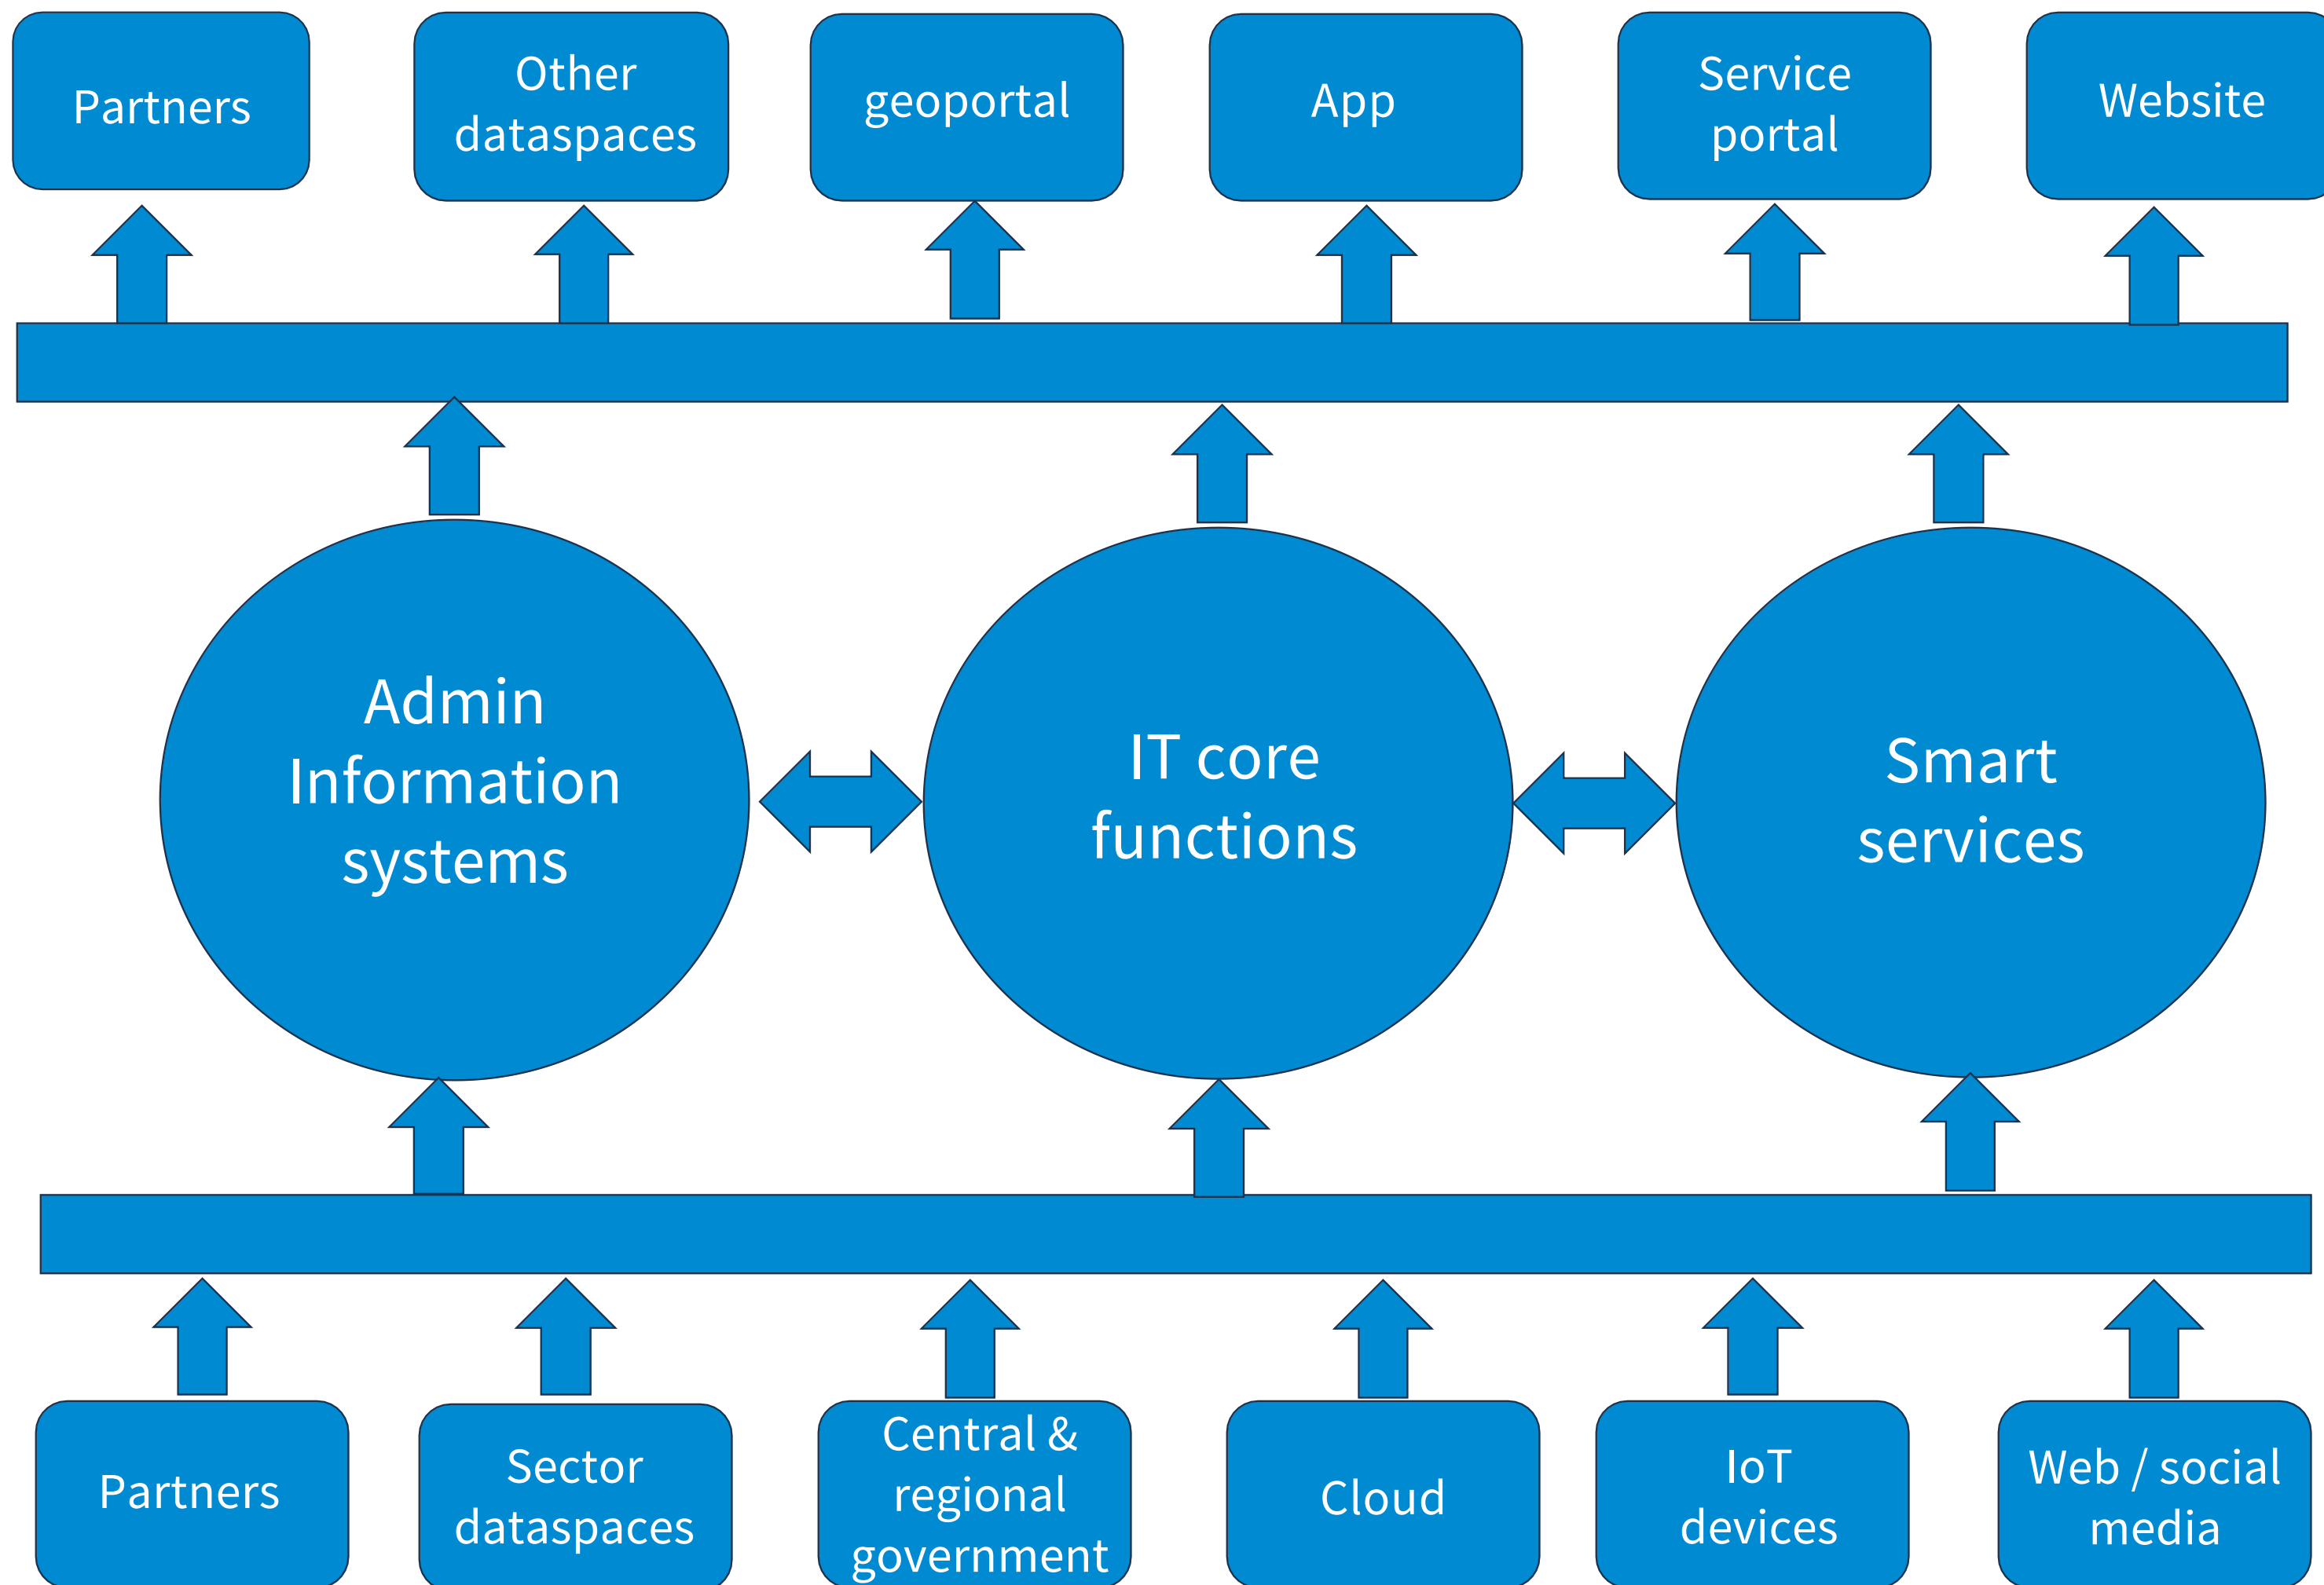 Partners
Other
dataspaces
geoportal
App
Service
portal
Website
Admin
Information
systems
IT core
functions
Smart
services
Partners
Sector
dataspaces
Central &
regional
government
Cloud
IoT
devices
Web / social
media